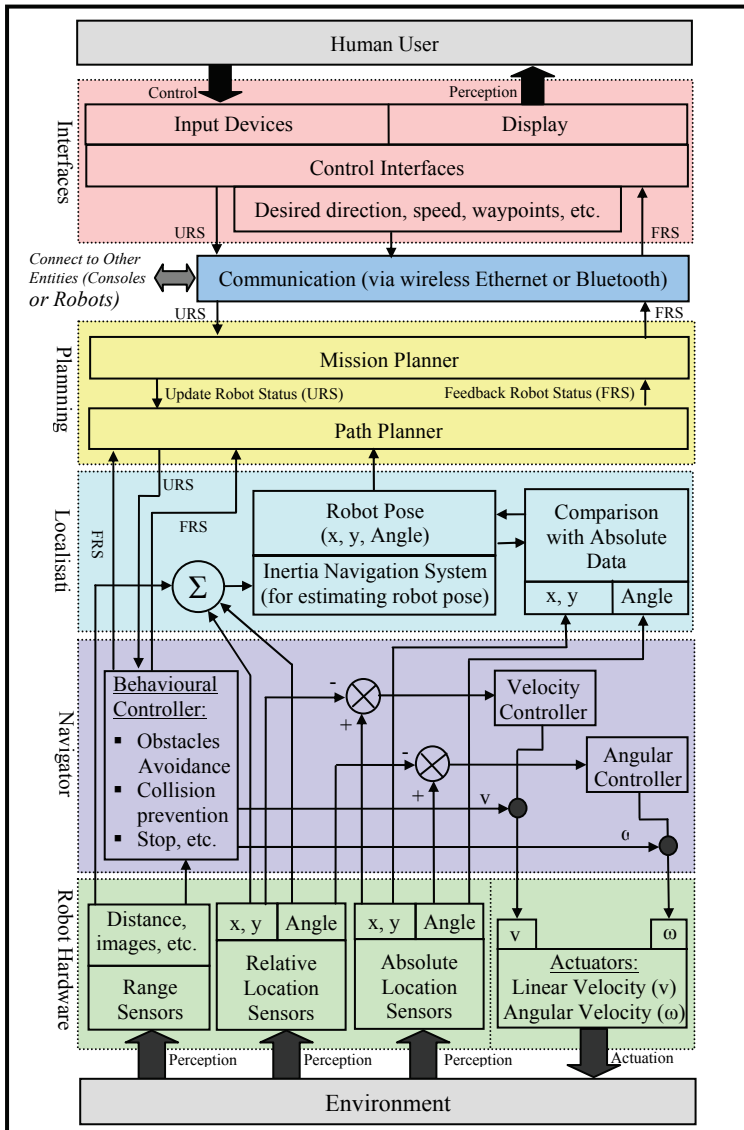 Human User
Control
Perception
Interfaces
Input Devices
Display
Control Interfaces
Desired direction, speed, waypoints, etc.
URS
FRS
Connect to Other
Entities (Consoles
or Robots)
Communication (via wireless Ethernet or Bluetooth)
URS
FRS
Plannning
Mission Planner
Update Robot Status (URS)
Feedback Robot Status (FRS)
Path Planner
Localisati
FRS
URS
FRS
Robot Pose
(x, y, Angle)
Inertia Navigation System
(for estimating robot pose)
Comparison
with Absolute
Data
x, y
Angle
Σ
Navigator
Behavioural
Controller:
▪ Obstacles
Avoidance
▪ Collision
prevention
▪ Stop, etc.
-
+
Velocity
Controller
-
+
Angular
Controller
v
ω
Robot Hardware
Distance,
images, etc.
Range
Sensors
x, y
Angle
Relative
Location
Sensors
x, y
Angle
Absolute
Location
Sensors
v
ω
Actuators:
Linear Velocity (v)
Angular Velocity (ω)
Perception
Perception
Perception
Actuation
Environment